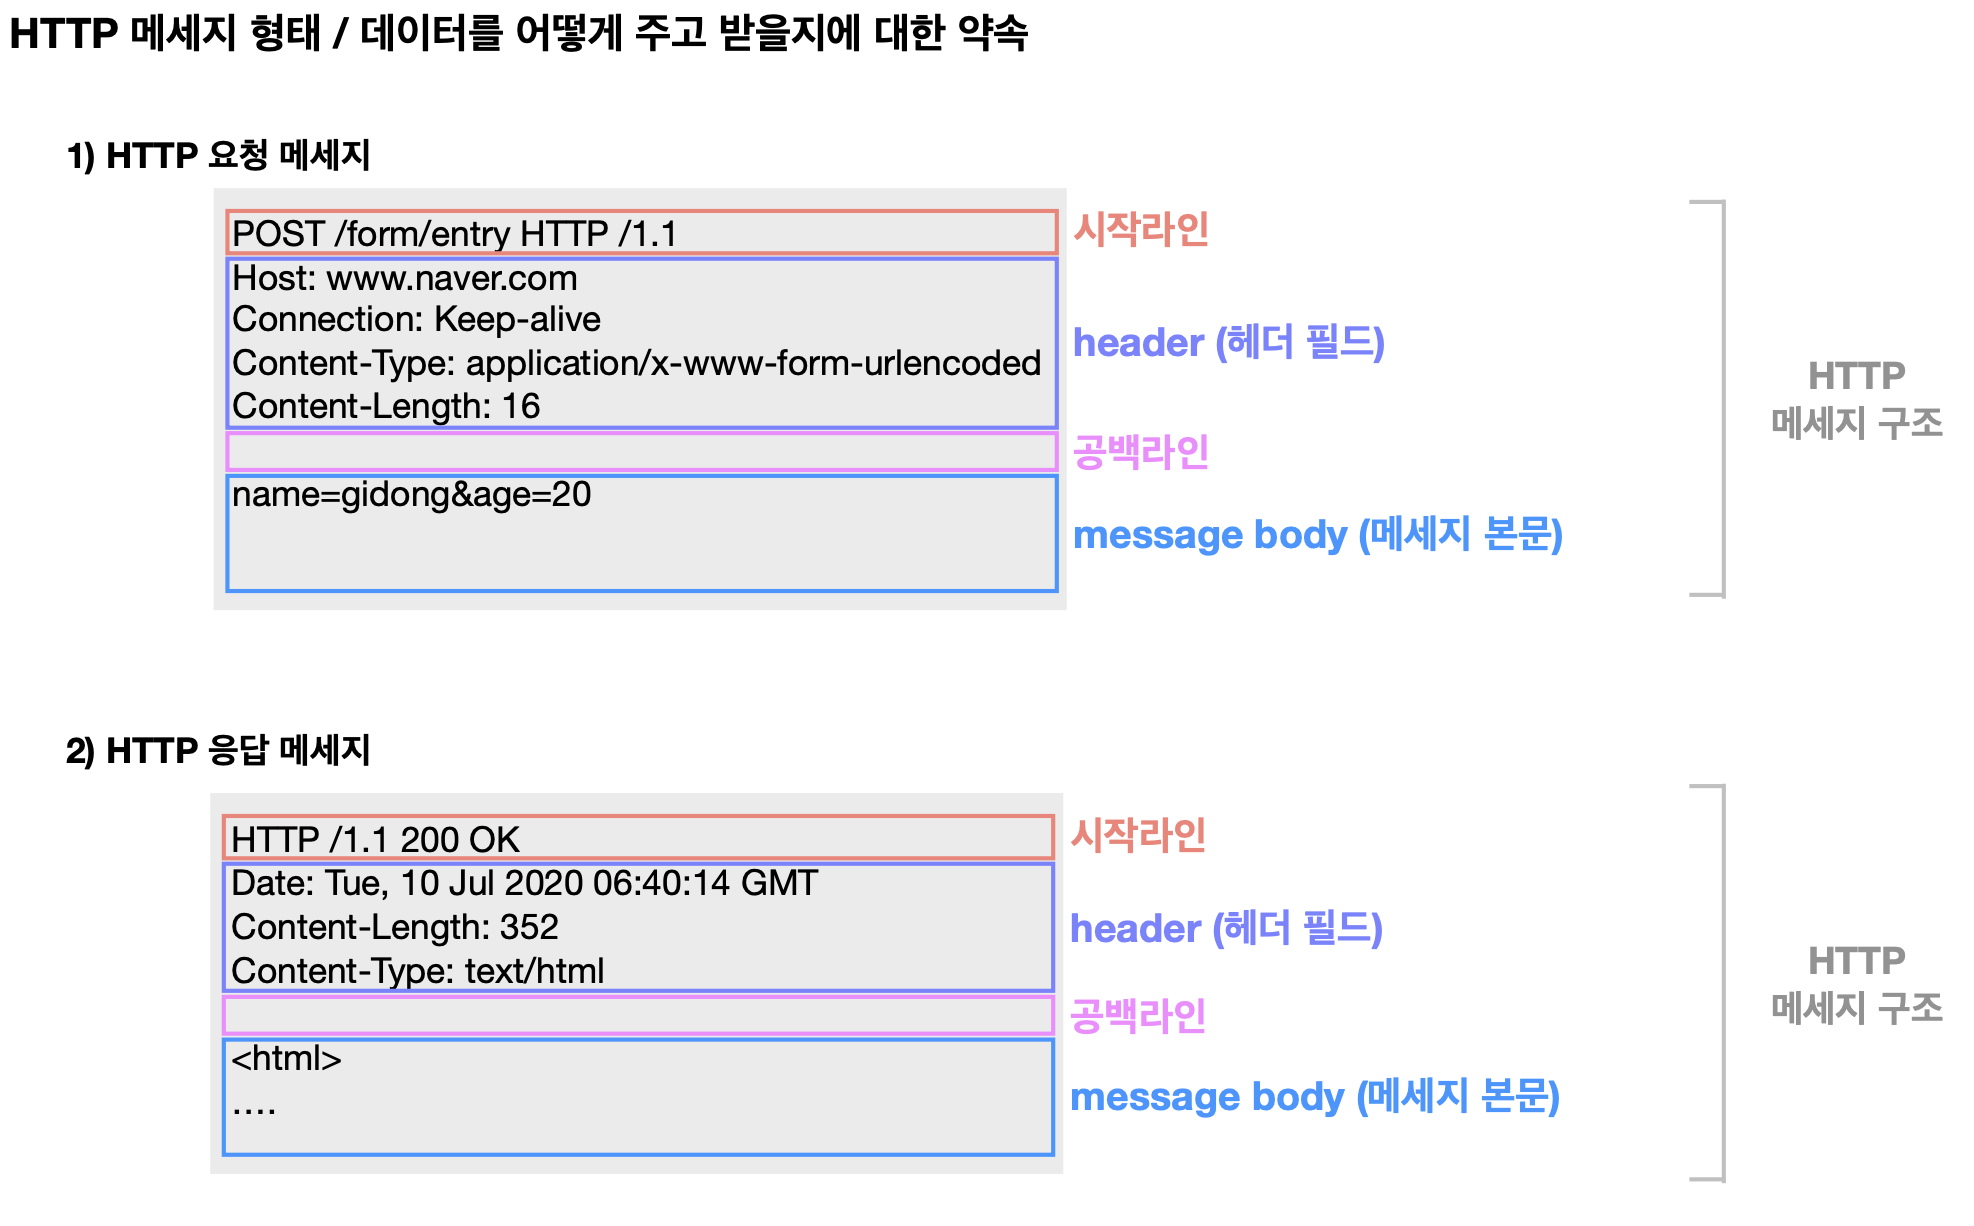 HTTP 메세지 형태 / 데이터를 어떻게 주고 받을지에 대한 약속
1) HTTP 요청 메세지
POST /form/entry HTTP /1.1
시작라인
Host: www.naver.com
Connection: Keep-alive
Content-Type: application/x-www-form-urlencoded
Content-Length: 16
header (헤더 필드)
공백라인
name=gidong&age=20
message body (메세지 본문)
HTTP
메세지 구조
2) HTTP 응답 메세지
HTTP /1.1 200 OK
시작라인
Date: Tue, 10 Jul 2020 06:40:14 GMT
Content-Length: 352
Content-Type: text/html
header (헤더 필드)
공백라인
<html>
....
message body (메세지 본문)
HTTP
메세지 구조